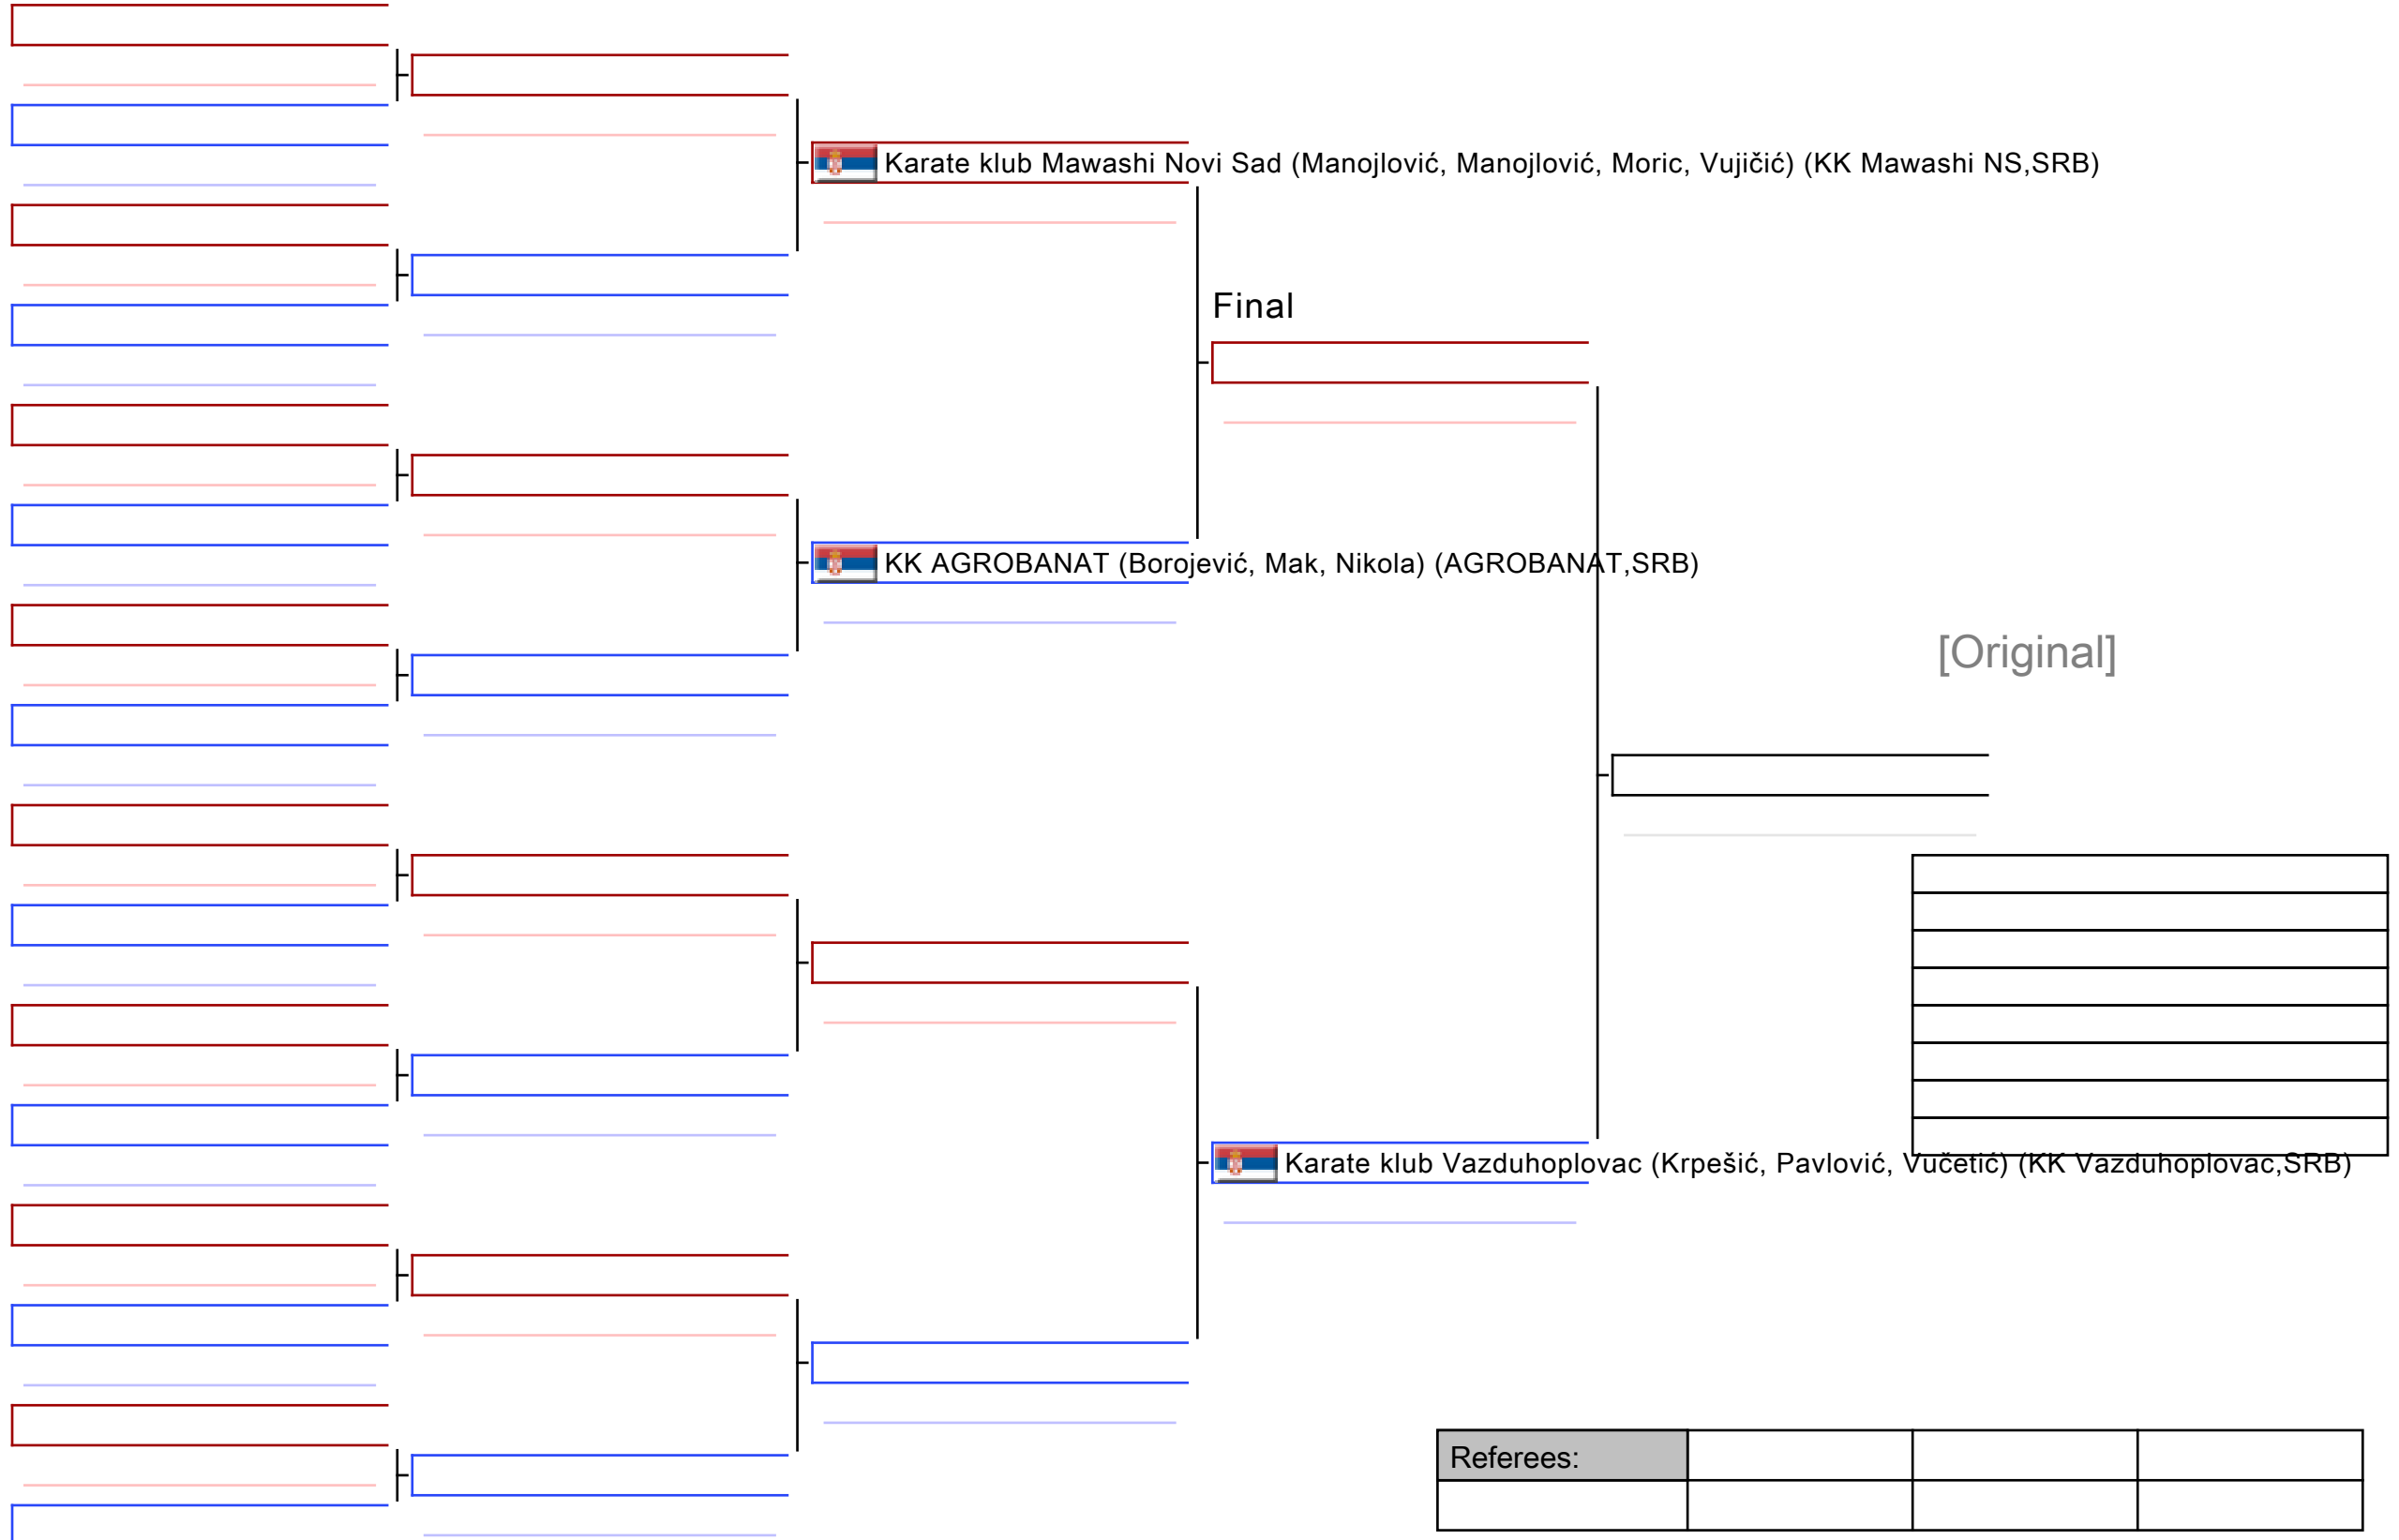 Karate klub Mawashi Novi Sad (Manojlović, Manojlović, Moric, Vujičić) (KK Mawashi NS,SRB)
Final
KK AGROBANAT (Borojević, Mak, Nikola) (AGROBANAT,SRB)
[Original]
Karate klub Vazduhoplovac (Krpešić, Pavlović, Vučetić) (KK Vazduhoplovac,SRB)
Referees: